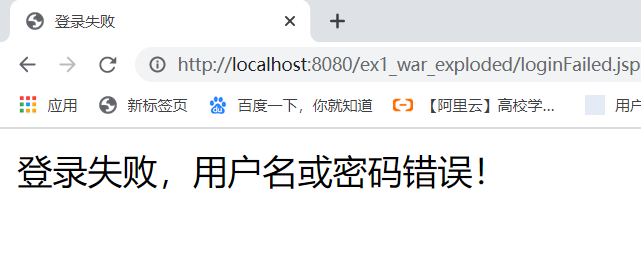 登录失败
http://localhost:8080/ex1_war_exploded/loginFailed.jsp
应用 新标签页 百度一下，你就知道 【阿里云】高校学... 用户
登录失败，用户名或密码错误！